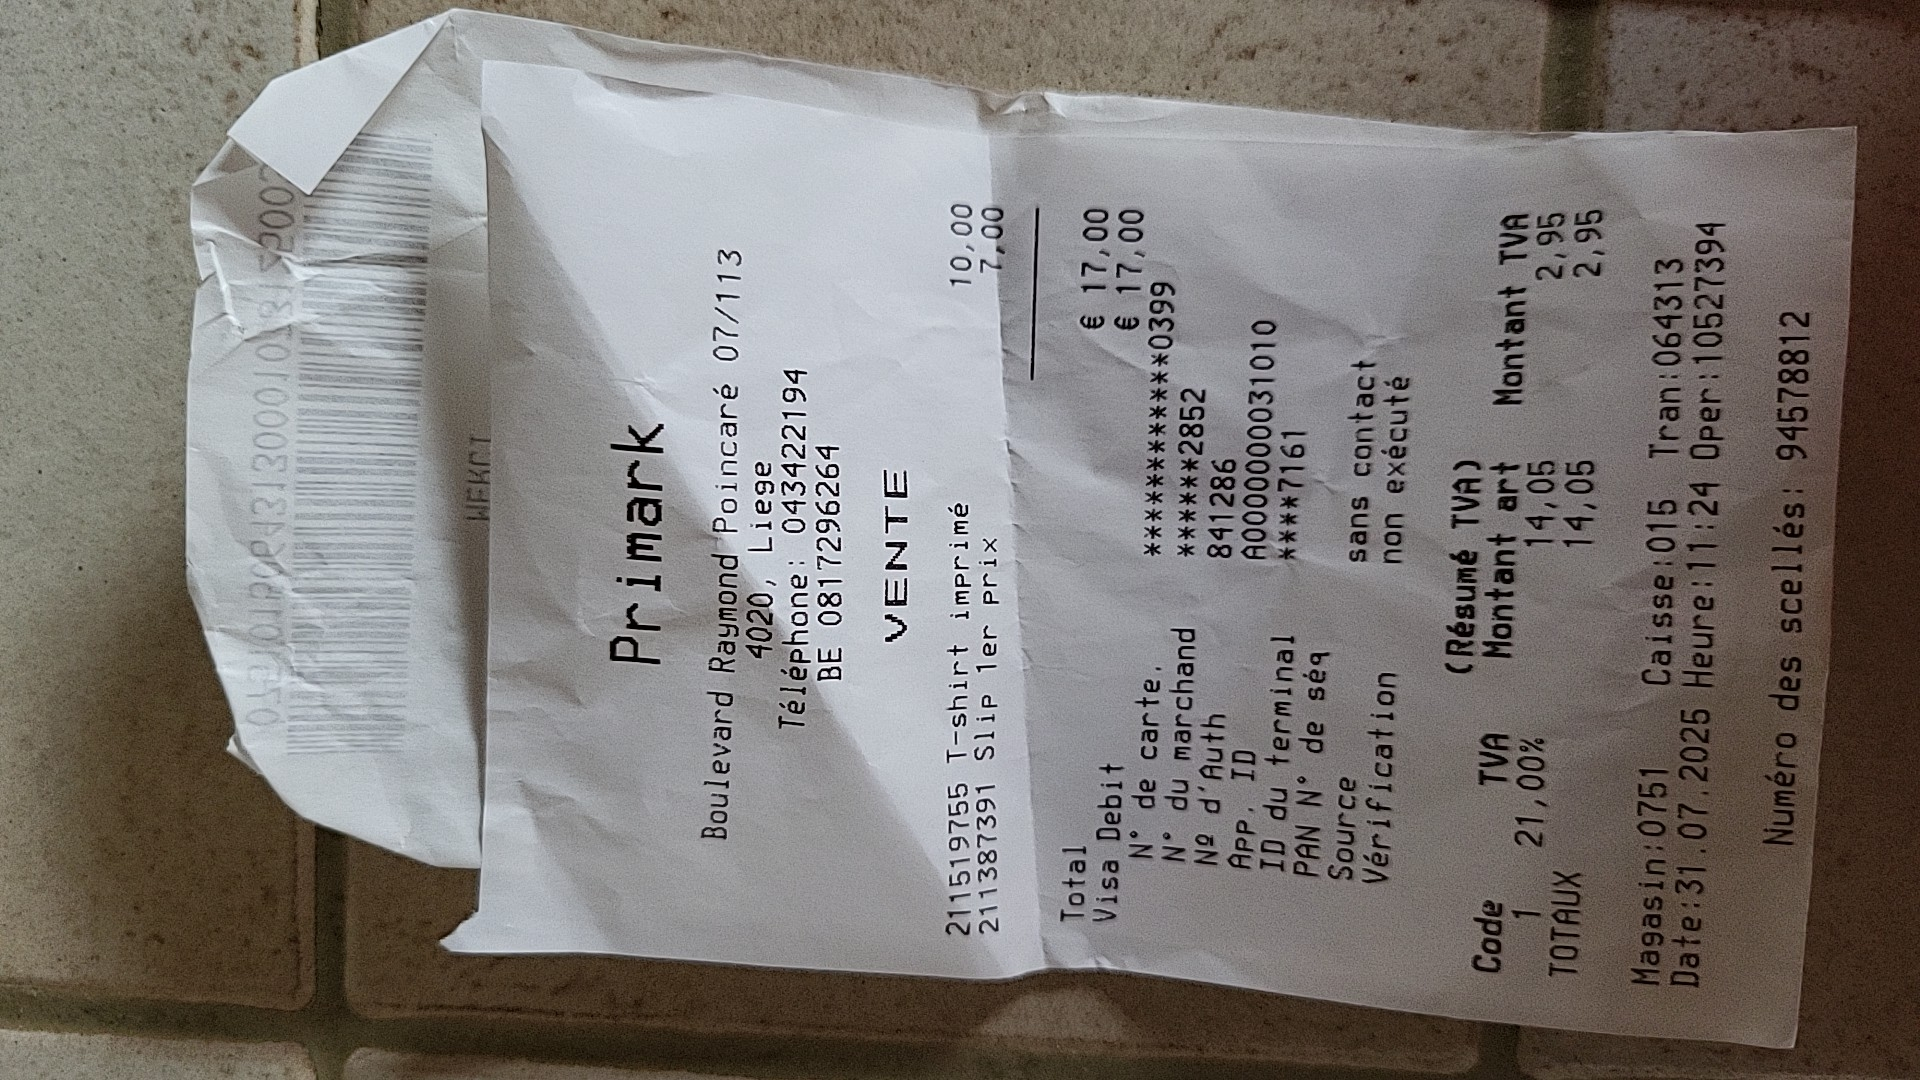 Primark
Boulevard Raymond Poincaré 07/113
4020, Liege
Téléphone: 043422194
BE 0817296264
VENTE
2115519755 T-shirt imprimé 10,00
211387391 Slip 1er prix 7,00
Total € 17,00
Visa Debit € 17,00
N° de carte. ************0399
N° du marchand ******2852
Nº d'Auth 841286
App. ID A0000000031010
ID du terminal ****7161
PAN N° de séq
Source sans contact
Vérification non exécuté
(Résumé TVA)
Code TVA Montant art Montant TVA
1 21,00% 14,05 2,95
TOTAUX 14,05 2,95
Magasin:0751 Caisse:015 Tran:064313
Date:31.07.2025 Heure:11:24 Oper:10527394
Numéro des scellés: 94578812